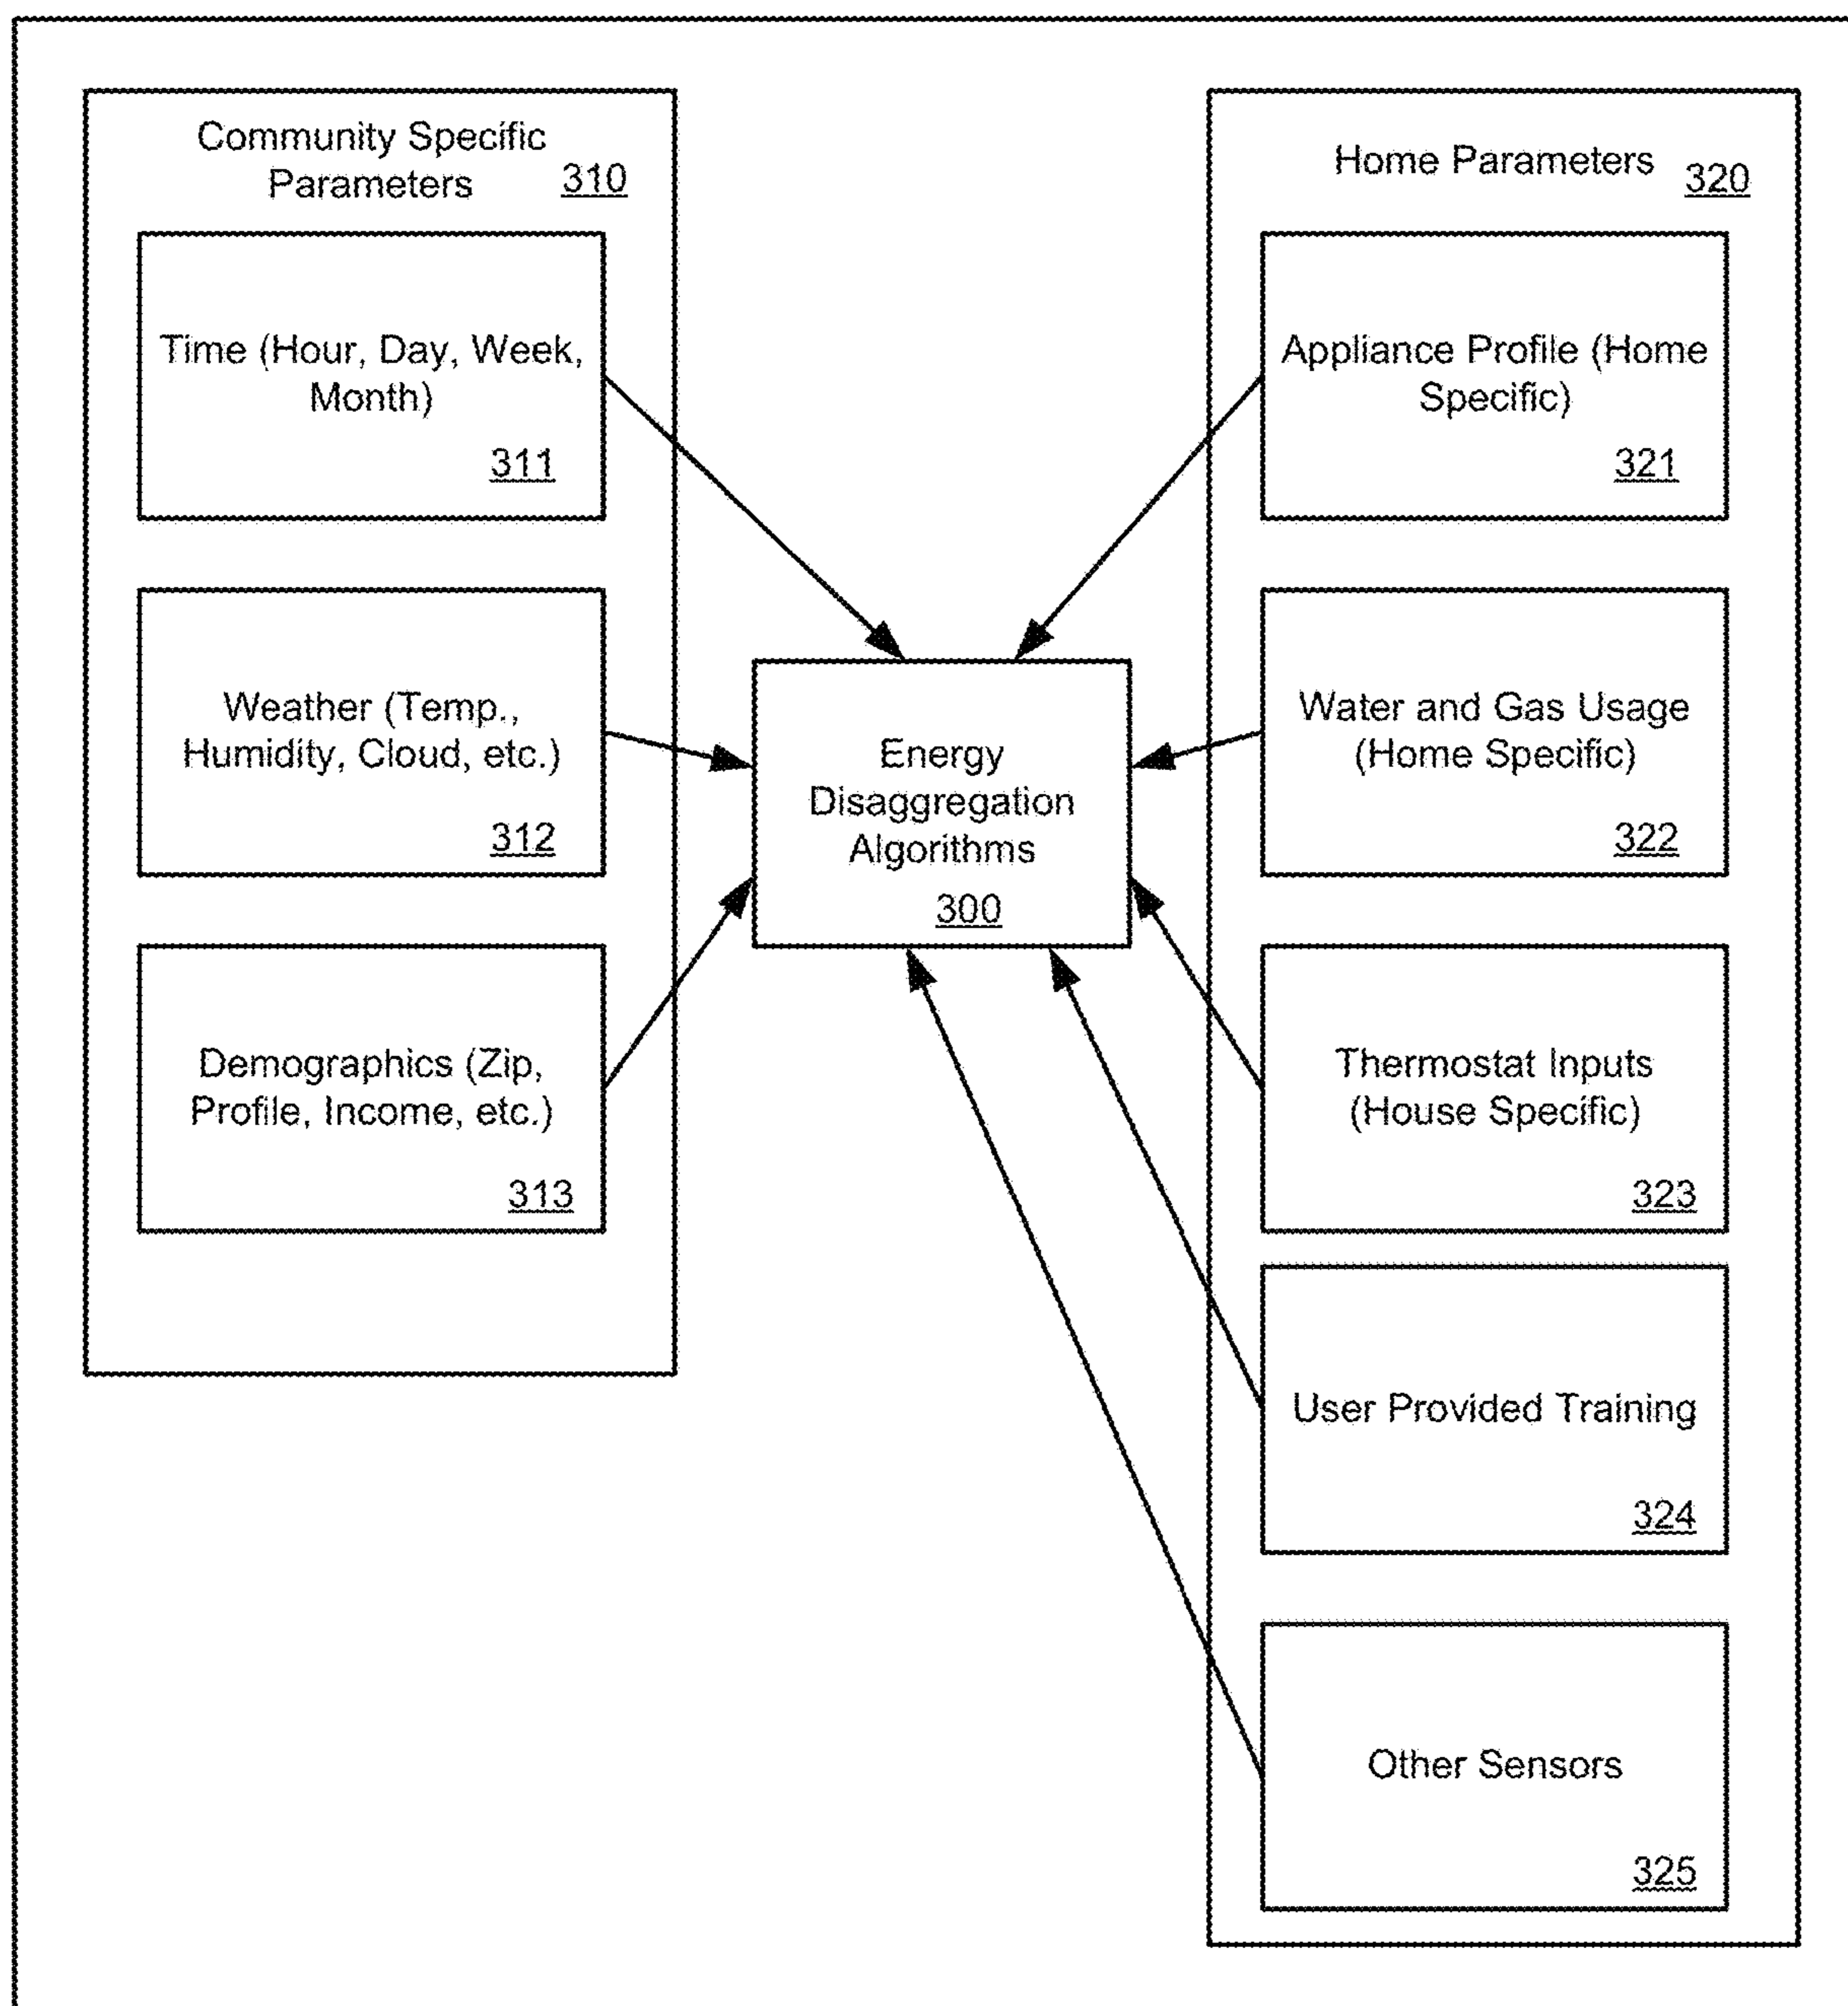 Community Specific
Parameters 310
Time (Hour, Day, Week,
Month)
311
Weather (Temp.,
Humidity, Cloud, etc.)
312
Demographics (Zip,
Profile, Income, etc.)
313
Energy
Disaggregation
Algorithms
300
Home Parameters 320
Appliance Profile (Home
Specific)
321
Water and Gas Usage
(Home Specific)
322
Thermostat Inputs
(House Specific)
323
User Provided Training
324
Other Sensors
325